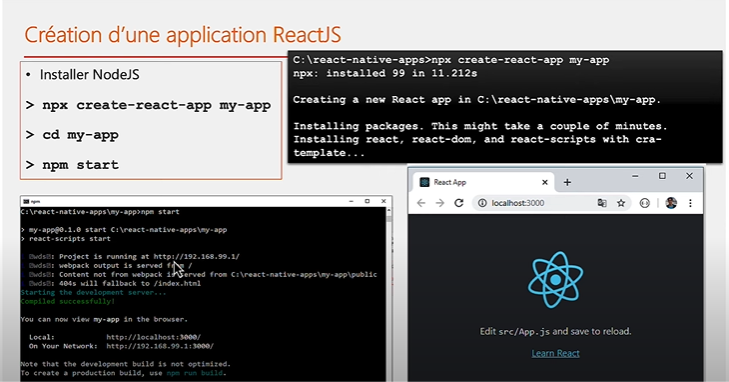 Création d'une application ReactJS
• Installer NodeJS
> npx create-react-app my-app
> cd my-app
> npm start
C:\react-native-apps>npx create-react-app my-app
npx: installed 99 in 11.212s
Creating a new React app in C:\react-native-apps\my-app.
Installing packages. This might take a couple of minutes.
Installing react, react-dom, and react-scripts with cra-
template...
npm
C:\react-native-apps\my-app>npm start
> my-app@0.1.0 start C:\react-native-apps\my-app
> react-scripts start
｢wds｣: Project is running at http://192.168.99.1/
｢wds｣: webpack output is served from /
｢wds｣: Content not from webpack is served from C:\react-native-apps\my-app\public
｢wds｣: 404s will fallback to /index.html
Starting the development server...
Compiled successfully!
You can now view my-app in the browser.
Local: http://localhost:3000/
On Your Network: http://192.168.99.1:3000/
Note that the development build is not optimized.
To create a production build, use npm run build.
React App
localhost:3000
Edit src/App.js and save to reload.
Learn React